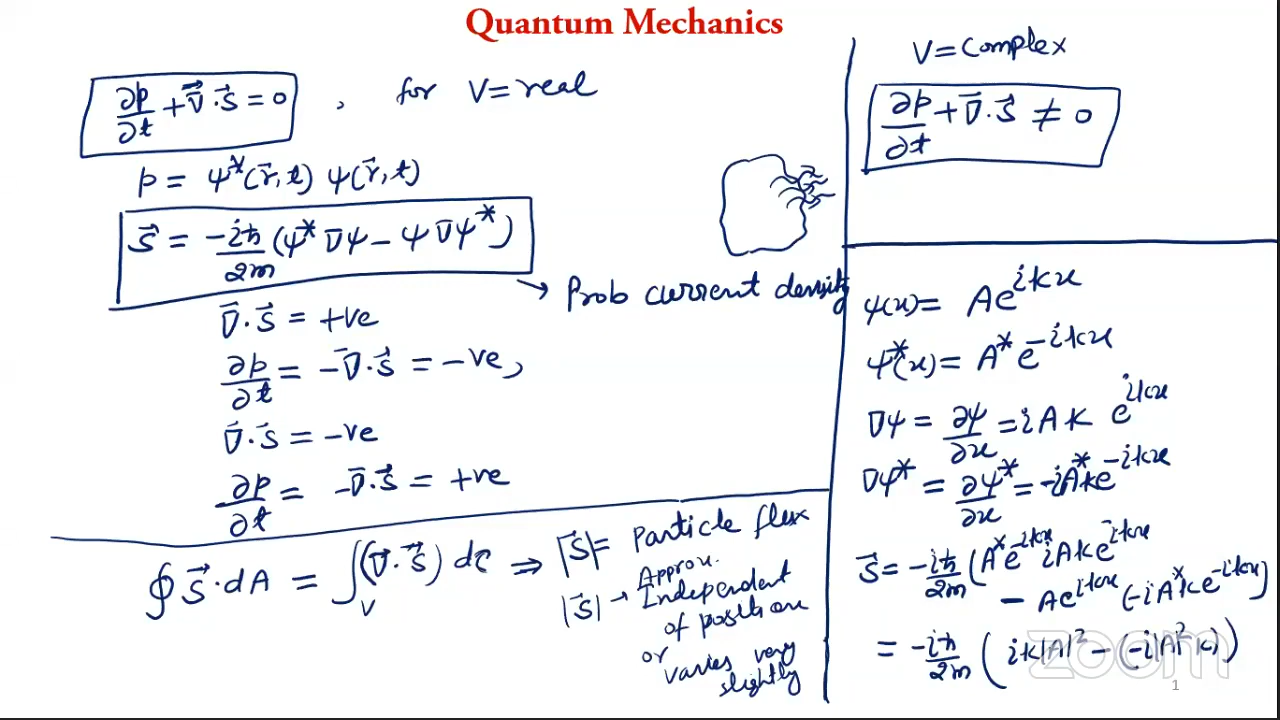 Quantum Mechanics
∂p/∂t + ∇⃗·S⃗ = 0 , for V = real
p = ψ*(r⃗,t) ψ(r⃗,t)
S⃗ = -iħ/2m (ψ* ∇ψ − ψ ∇ψ*)
→ Prob current density
∇⃗·S⃗ = +ve
∂p/∂t = −∇⃗·S⃗ = −ve,
∇⃗·S⃗ = −ve
∂p/∂t = −∇⃗·S⃗ = +ve
∮ S⃗·dA = ∫_V (∇⃗·S⃗) dτ ⇒ |S⃗| = Particle flux
Approx.
|S⃗| → Independent
of position
or
varies very
slightly
V = Complex
∂p/∂t + ∇⃗·S⃗ ≠ 0
ψ(x) = Ae^{ikx}
ψ*(x) = A* e^{-ikx}
∇ψ = ∂ψ/∂x = iAk e^{ikx}
∇ψ* = ∂ψ*/∂x = -iA*ke^{-ikx}
S⃗ = -iħ/2m (A*e^{-ikx} iAke^{ikx}
− Ae^{ikx} (-iA*ke^{-ikx})
= -iħ/2m (ik|A|² − (-i|A|²k))
zoom
1